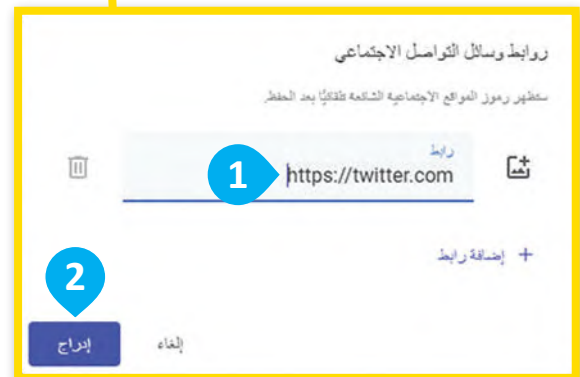 روابط وسائل التواصل الاجتماعي
ستظهر رموز المواقع الاجتماعية الشائعة تلقائيًا بعد الحفظ.
رابط
1 https://twitter.com
+ إضافة رابط
2
إلغاء
إدراج